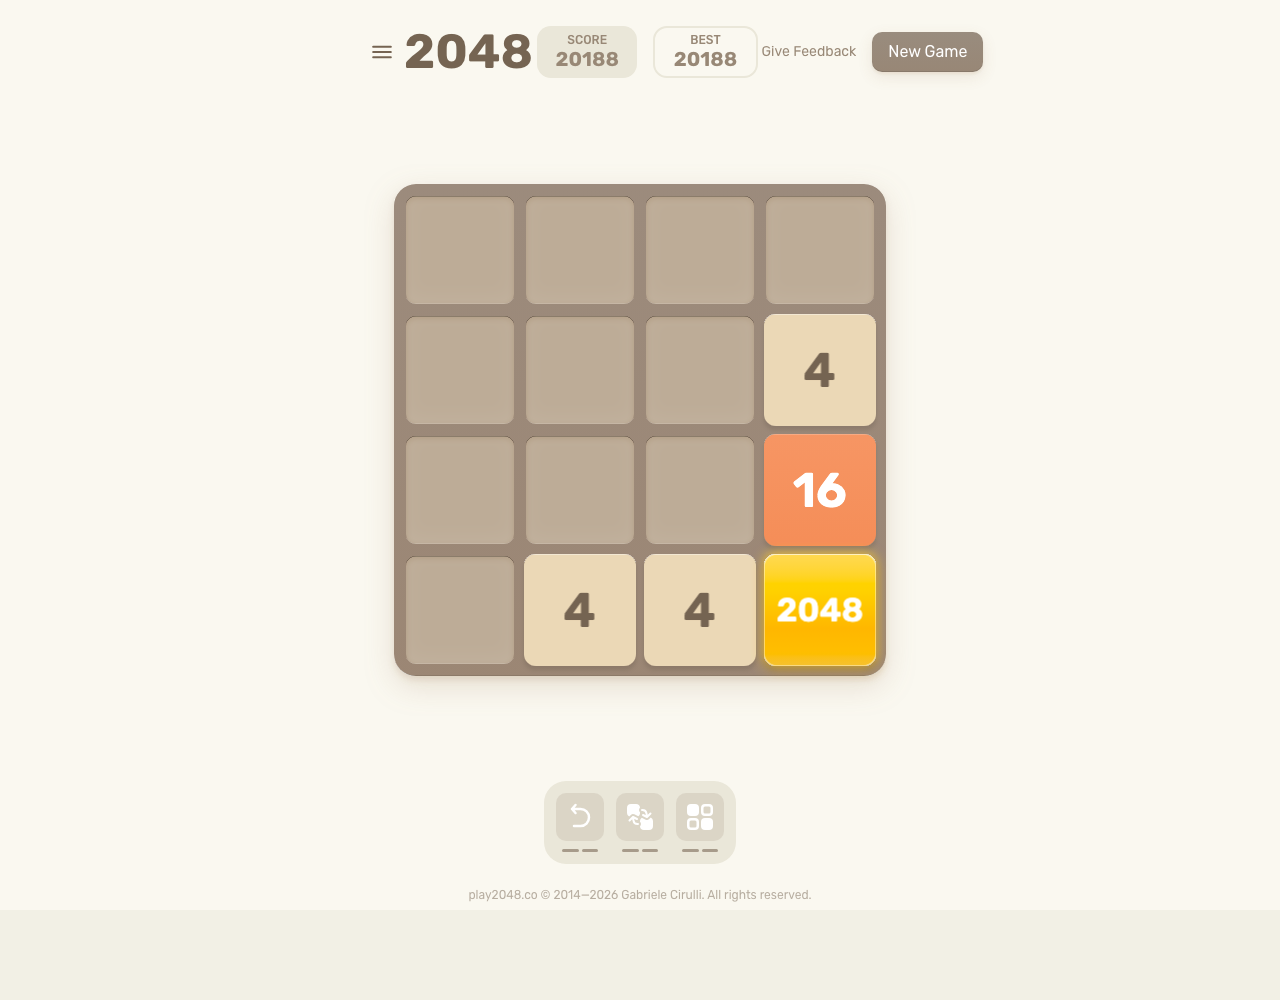 2048
SCORE
20188
BEST
20188
Give Feedback
New Game
4
16
4 4 2048
play2048.co © 2014—2026 Gabriele Cirulli. All rights reserved.